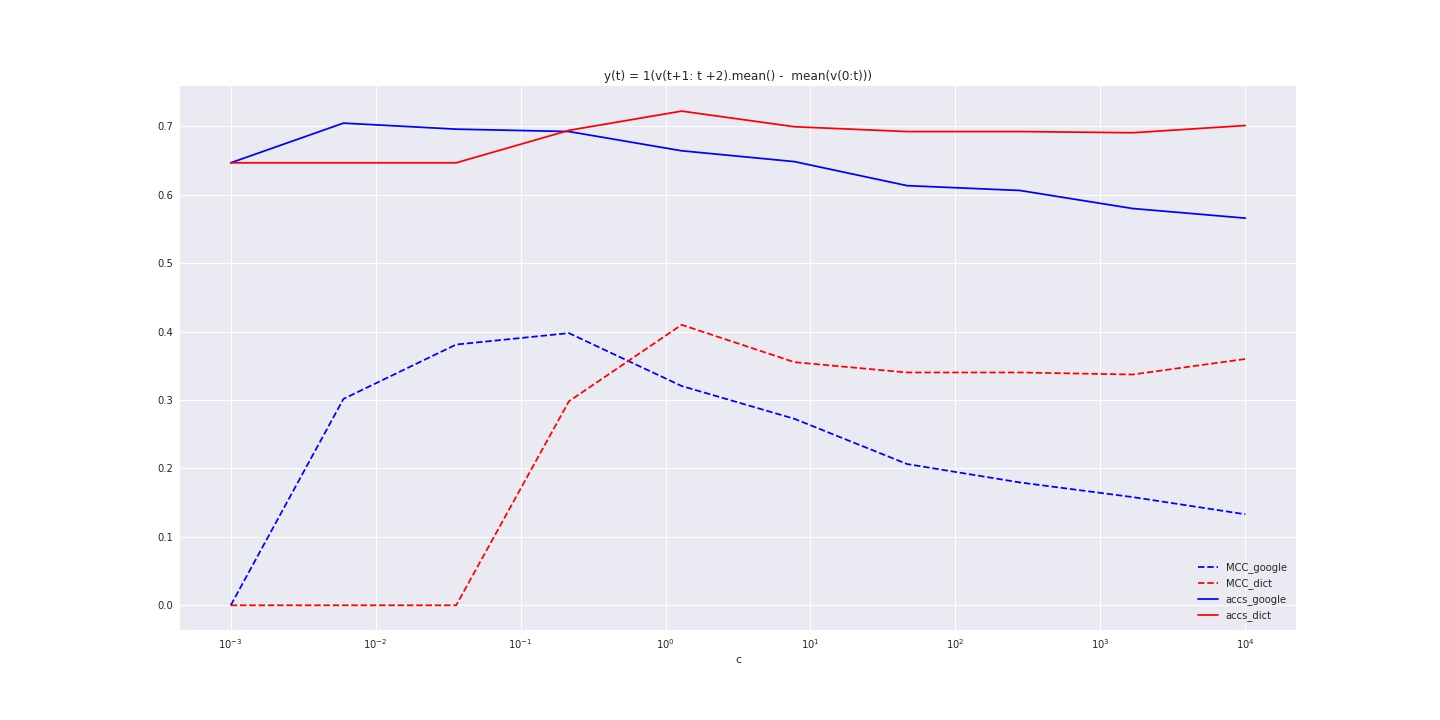 y(t) = 1(v(t+1: t +2).mean() -  mean(v(0:t)))
0.7
0.6
0.5
0.4
0.3
0.2
0.1
0.0
MCC_google
MCC_dict
accs_google
accs_dict
10⁻³ 10⁻² 10⁻¹ 10⁰ 10¹ 10² 10³ 10⁴
c